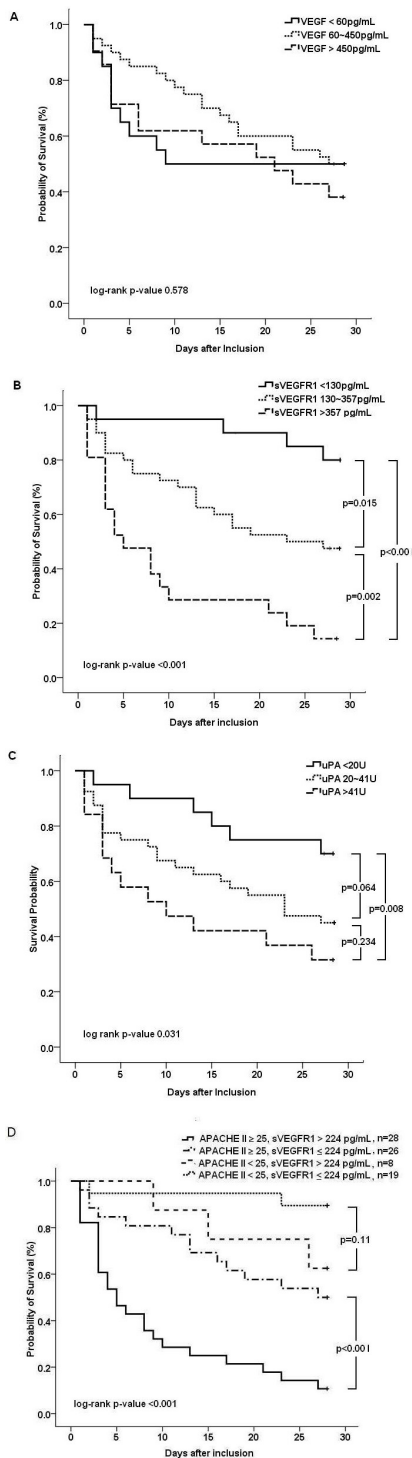 A
VEGF < 60pg/mL
VEGF 60~450pg/mL
VEGF > 450pg/mL
1.0
0.8
0.6
0.4
0.2
0.0
Probability of Survival (%)
log-rank p-value 0.578
0 5 10 15 20 25 30
Days after Inclusion
B
sVEGFR1 <130pg/mL
sVEGFR1 130~357pg/mL
sVEGFR1 >357 pg/mL
1.0
0.8
0.6
0.4
0.2
0.0
Probability of Survival (%)
p=0.015
p<0.001
p=0.002
log-rank p-value <0.001
0 5 10 15 20 25 30
Days after inclusion
C
uPA <20U
uPA 20~41U
uPA >41U
1.0
0.8
0.6
0.4
0.2
0.0
Survival Probability
p=0.064
p=0.008
p=0.234
log rank p-value 0.031
0 5 10 15 20 25 30
Days after Inclusion
D
APACHE II ≥ 25, sVEGFR1 > 224 pg/mL, n=28
APACHE II ≥ 25, sVEGFR1 ≤ 224 pg/mL, n=26
APACHE II < 25, sVEGFR1 > 224 pg/mL, n=8
APACHE II < 25, sVEGFR1 ≤ 224 pg/mL, n=19
1.0
0.8
0.6
0.4
0.2
0.0
Probability of Survival (%)
p=0.11
p<0.001
log-rank p-value <0.001
0 5 10 15 20 25 30
Days after inclusion